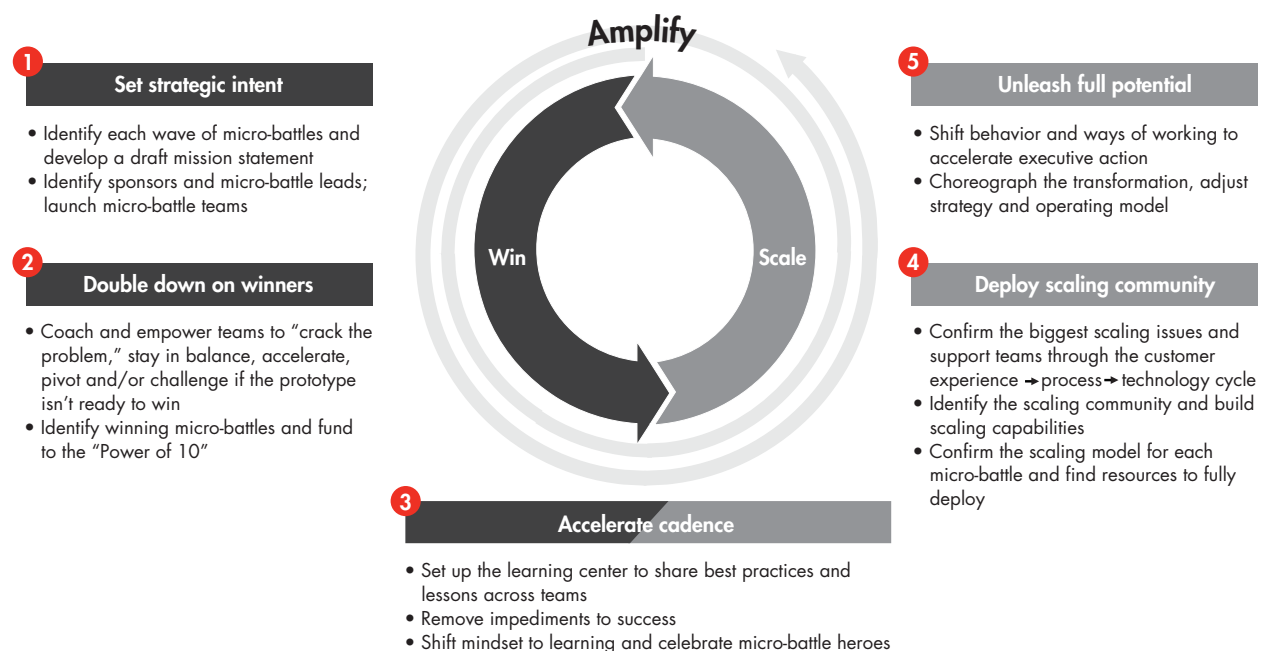 Amplify
1
Set strategic intent
• Identify each wave of micro-battles and
develop a draft mission statement
• Identify sponsors and micro-battle leads;
launch micro-battle teams
2
Double down on winners
• Coach and empower teams to “crack the
problem,” stay in balance, accelerate,
pivot and/or challenge if the prototype
isn’t ready to win
• Identify winning micro-battles and fund
to the “Power of 10”
Win
Scale
3
Accelerate cadence
• Set up the learning center to share best practices and
lessons across teams
• Remove impediments to success
• Shift mindset to learning and celebrate micro-battle heroes
5
Unleash full potential
• Shift behavior and ways of working to
accelerate executive action
• Choreograph the transformation, adjust
strategy and operating model
4
Deploy scaling community
• Confirm the biggest scaling issues and
support teams through the customer
experience → process → technology cycle
• Identify the scaling community and build
scaling capabilities
• Confirm the scaling model for each
micro-battle and find resources to fully
deploy